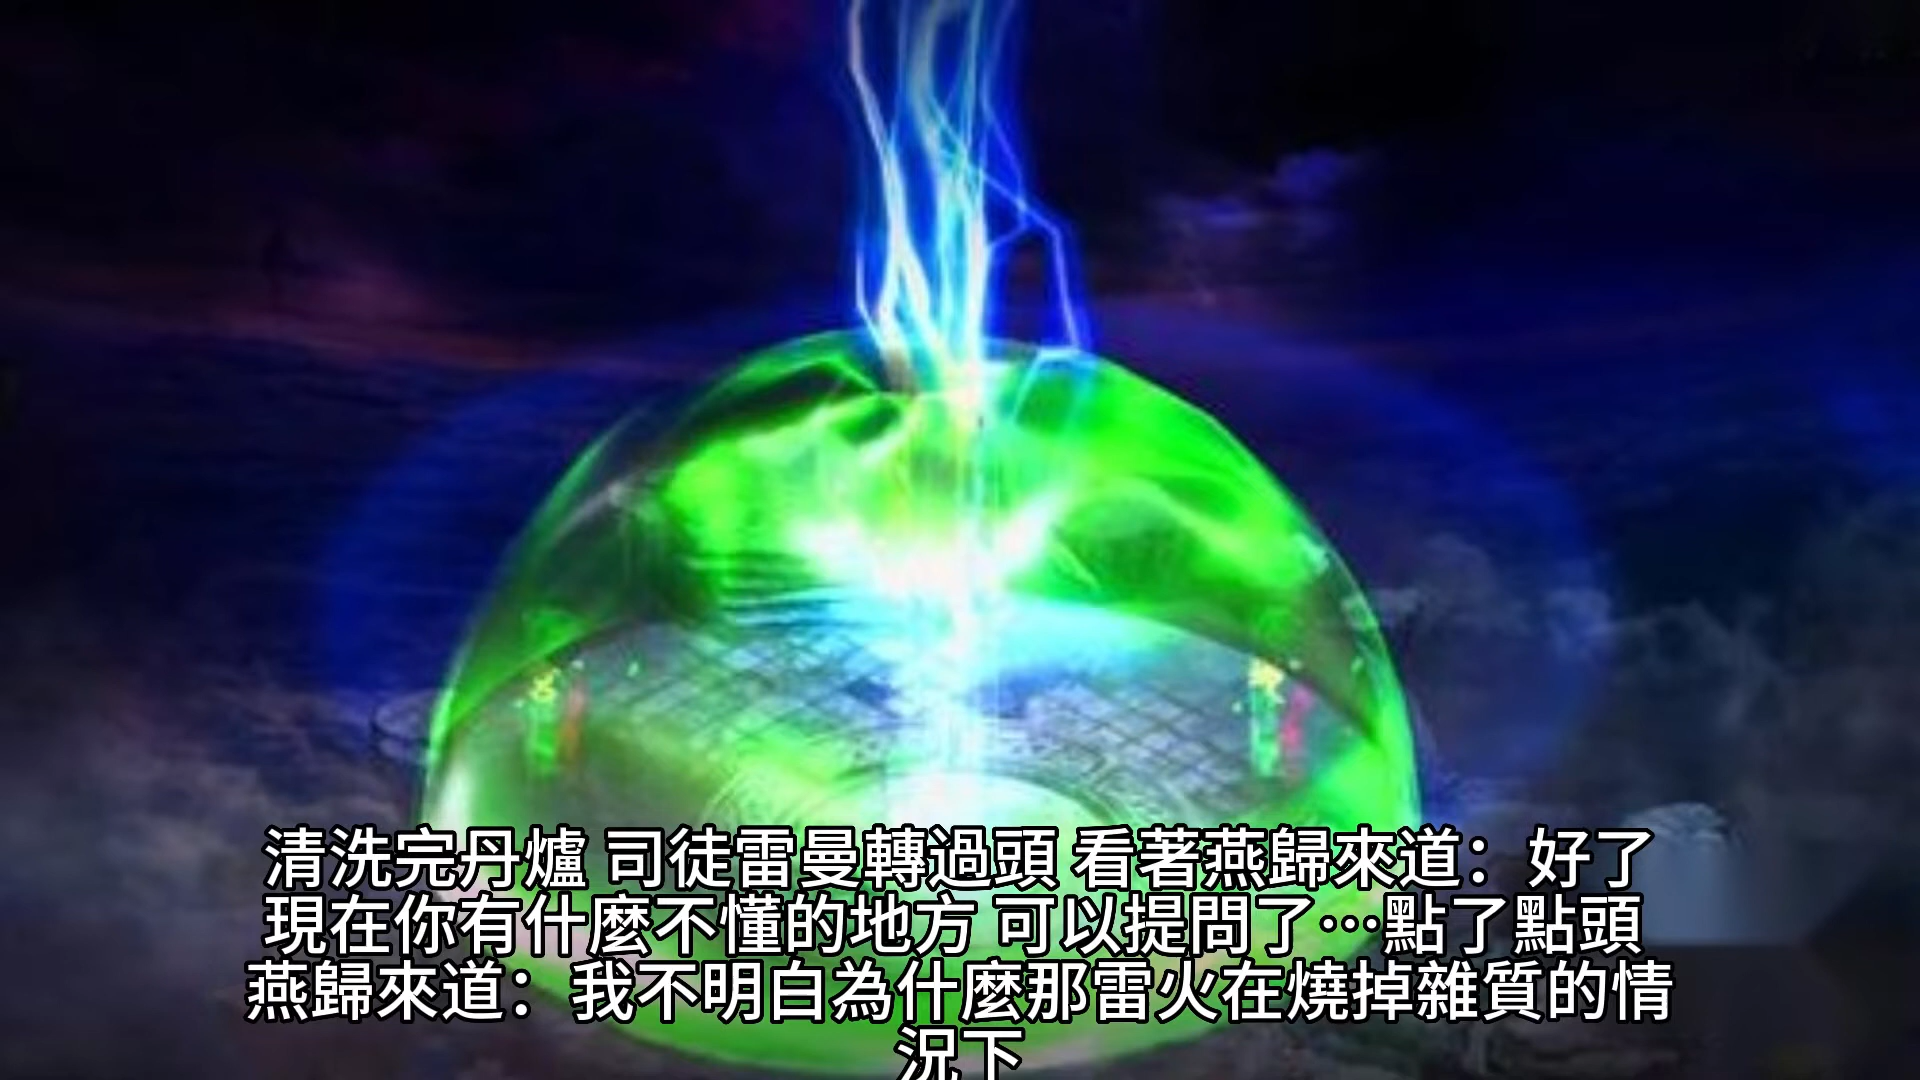 清洗完丹爐 司徒雷曼轉過頭 看著燕歸來道：好了
現在你有什麼不懂的地方 可以提問了…點了點頭
燕歸來道：我不明白為什麼那雷火在燒掉雜質的情
況下